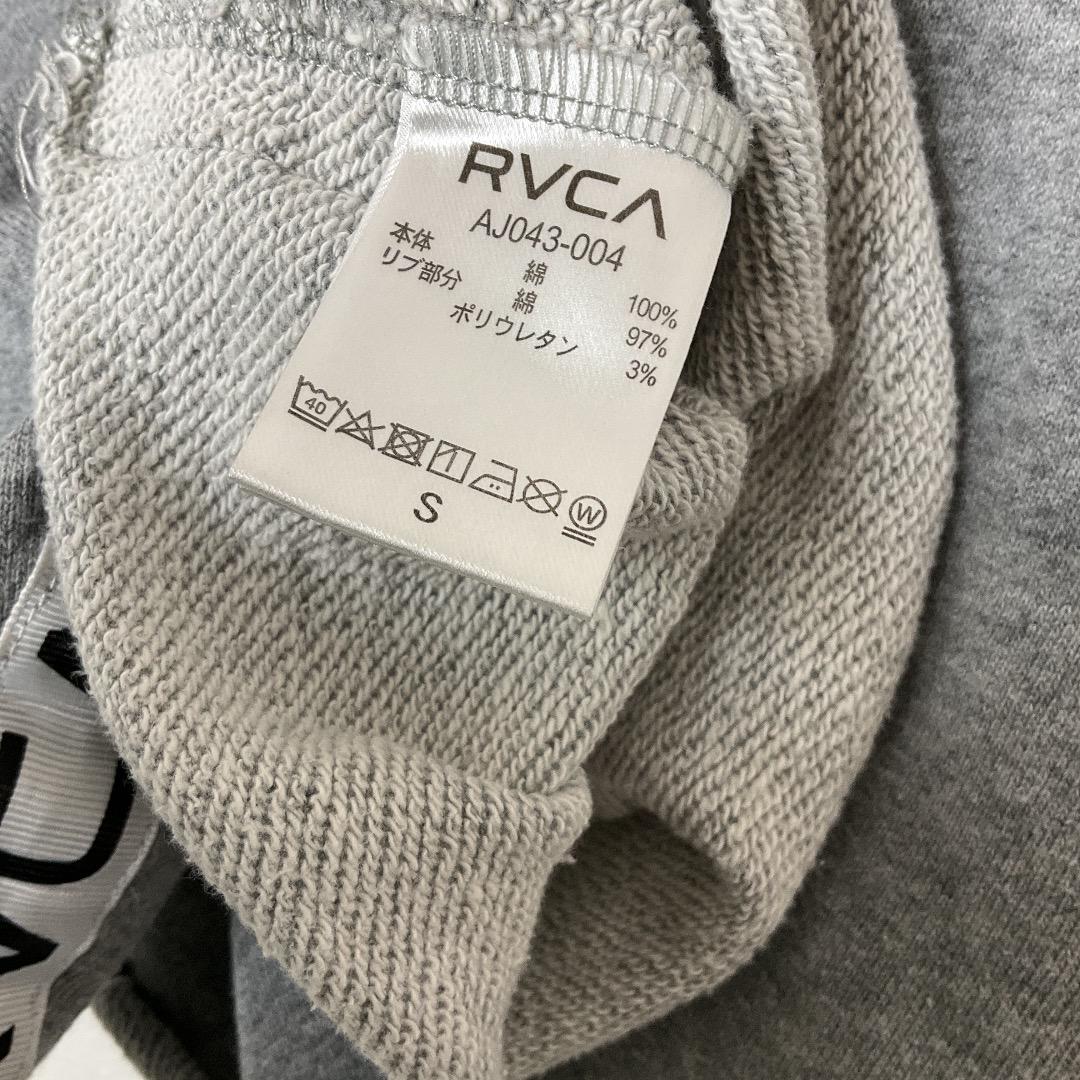 RVCA
AJ043-004
本体 綿 100%
リブ部分 綿 97%
ポリウレタン 3%
40
W
S